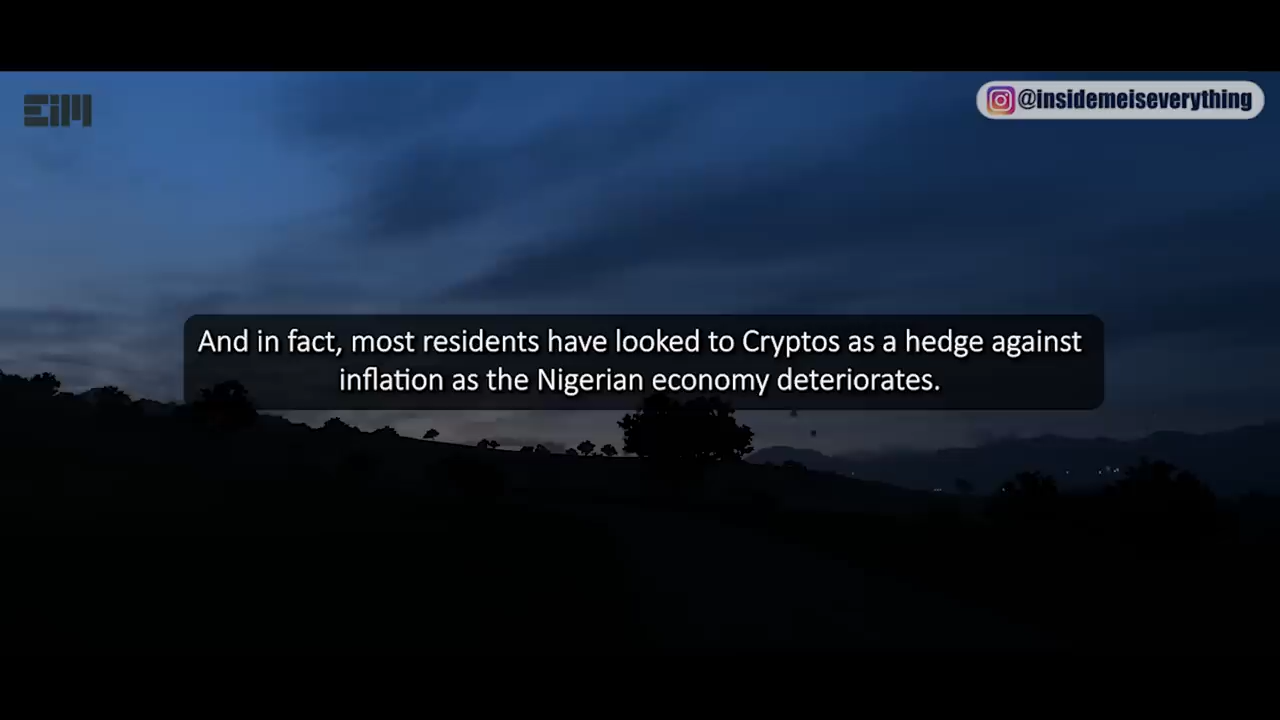 EiM
@insidemeiseverything
And in fact, most residents have looked to Cryptos as a hedge against
inflation as the Nigerian economy deteriorates.